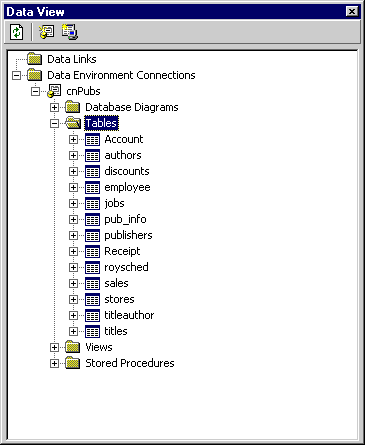 Data View
Data Links
Data Environment Connections
cnPubs
Database Diagrams
Tables
Account
authors
discounts
employee
jobs
pub_info
publishers
Receipt
roysched
sales
stores
titleauthor
titles
Views
Stored Procedures